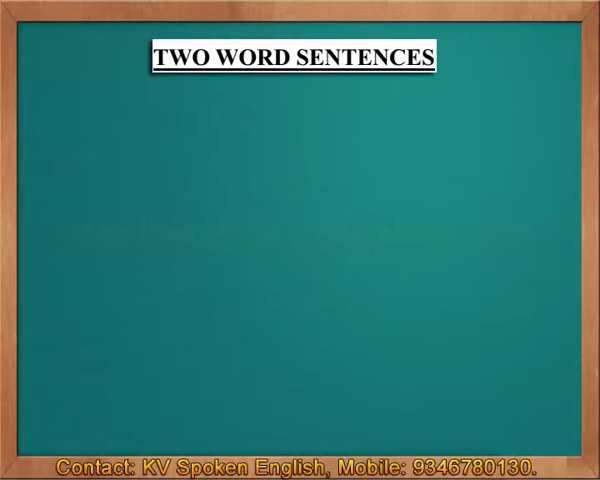 TWO WORD SENTENCES
Contact: KV Spoken English, Mobile: 9346780130.